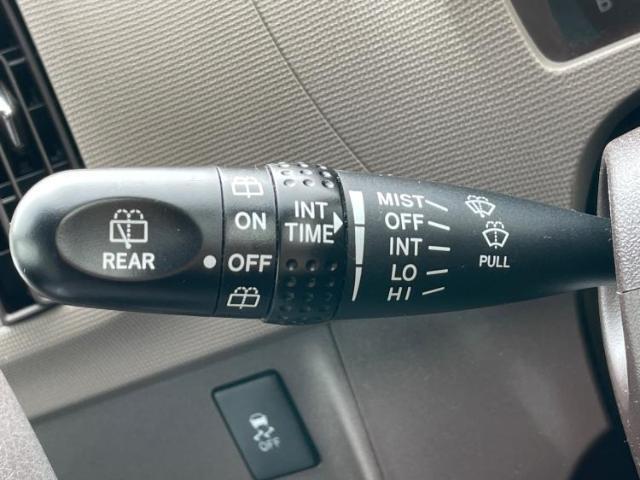 REAR
ON
OFF
INT
TIME
MIST
OFF
INT
LO
HI
PULL
OFF